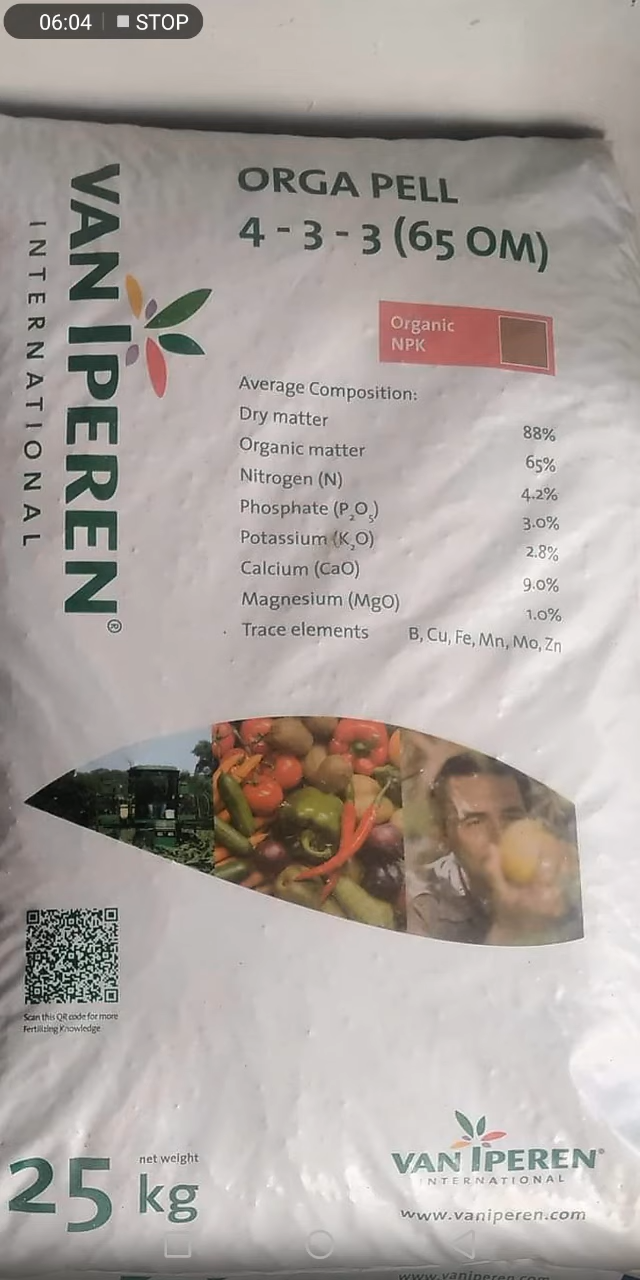 06:04 STOP
ORGA PELL
4 - 3 - 3 (65 OM)
VAN IPEREN®
INTERNATIONAL
Organic
NPK
Average Composition:
Dry matter 88%
Organic matter 65%
Nitrogen (N) 4.2%
Phosphate (P₂O₅) 3.0%
Potassium (K₂O) 2.8%
Calcium (CaO) 9.0%
Magnesium (MgO) 1.0%
Trace elements B, Cu, Fe, Mn, Mo, Zn
Scan this QR code for more
Fertilizing Knowledge
25 net weight
kg
VAN IPEREN®
INTERNATIONAL
www.vaniperen.com
www.vaniperen.com